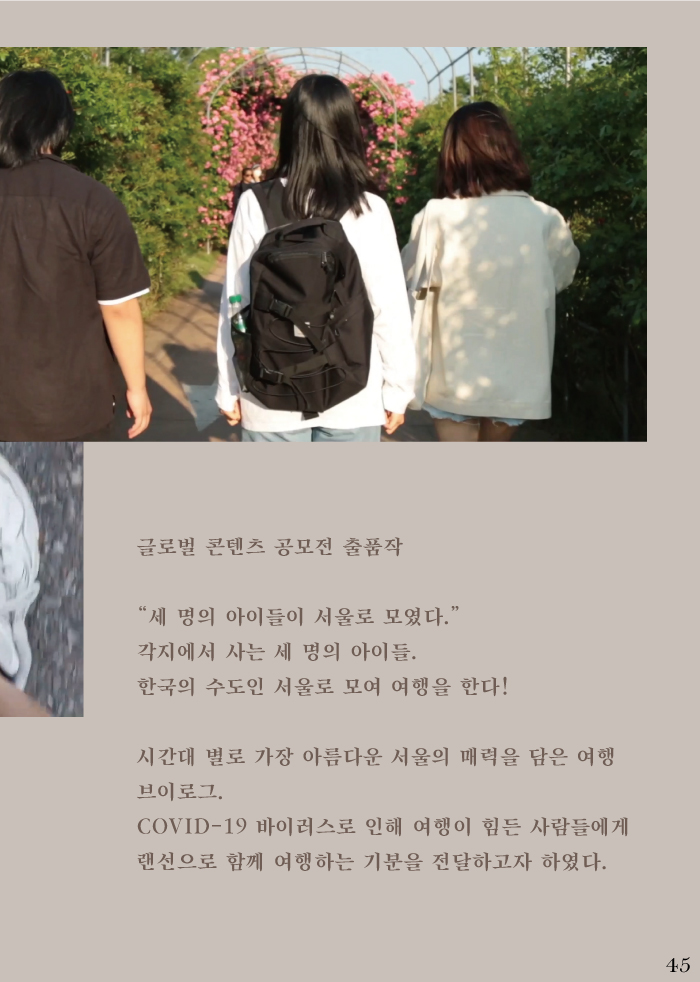 글로벌 콘텐츠 공모전 출품작
“세 명의 아이들이 서울로 모였다.”
각지에서 사는 세 명의 아이들.
한국의 수도인 서울로 모여 여행을 한다!
시간대 별로 가장 아름다운 서울의 매력을 담은 여행
브이로그.
COVID-19 바이러스로 인해 여행이 힘든 사람들에게
랜선으로 함께 여행하는 기분을 전달하고자 하였다.
45